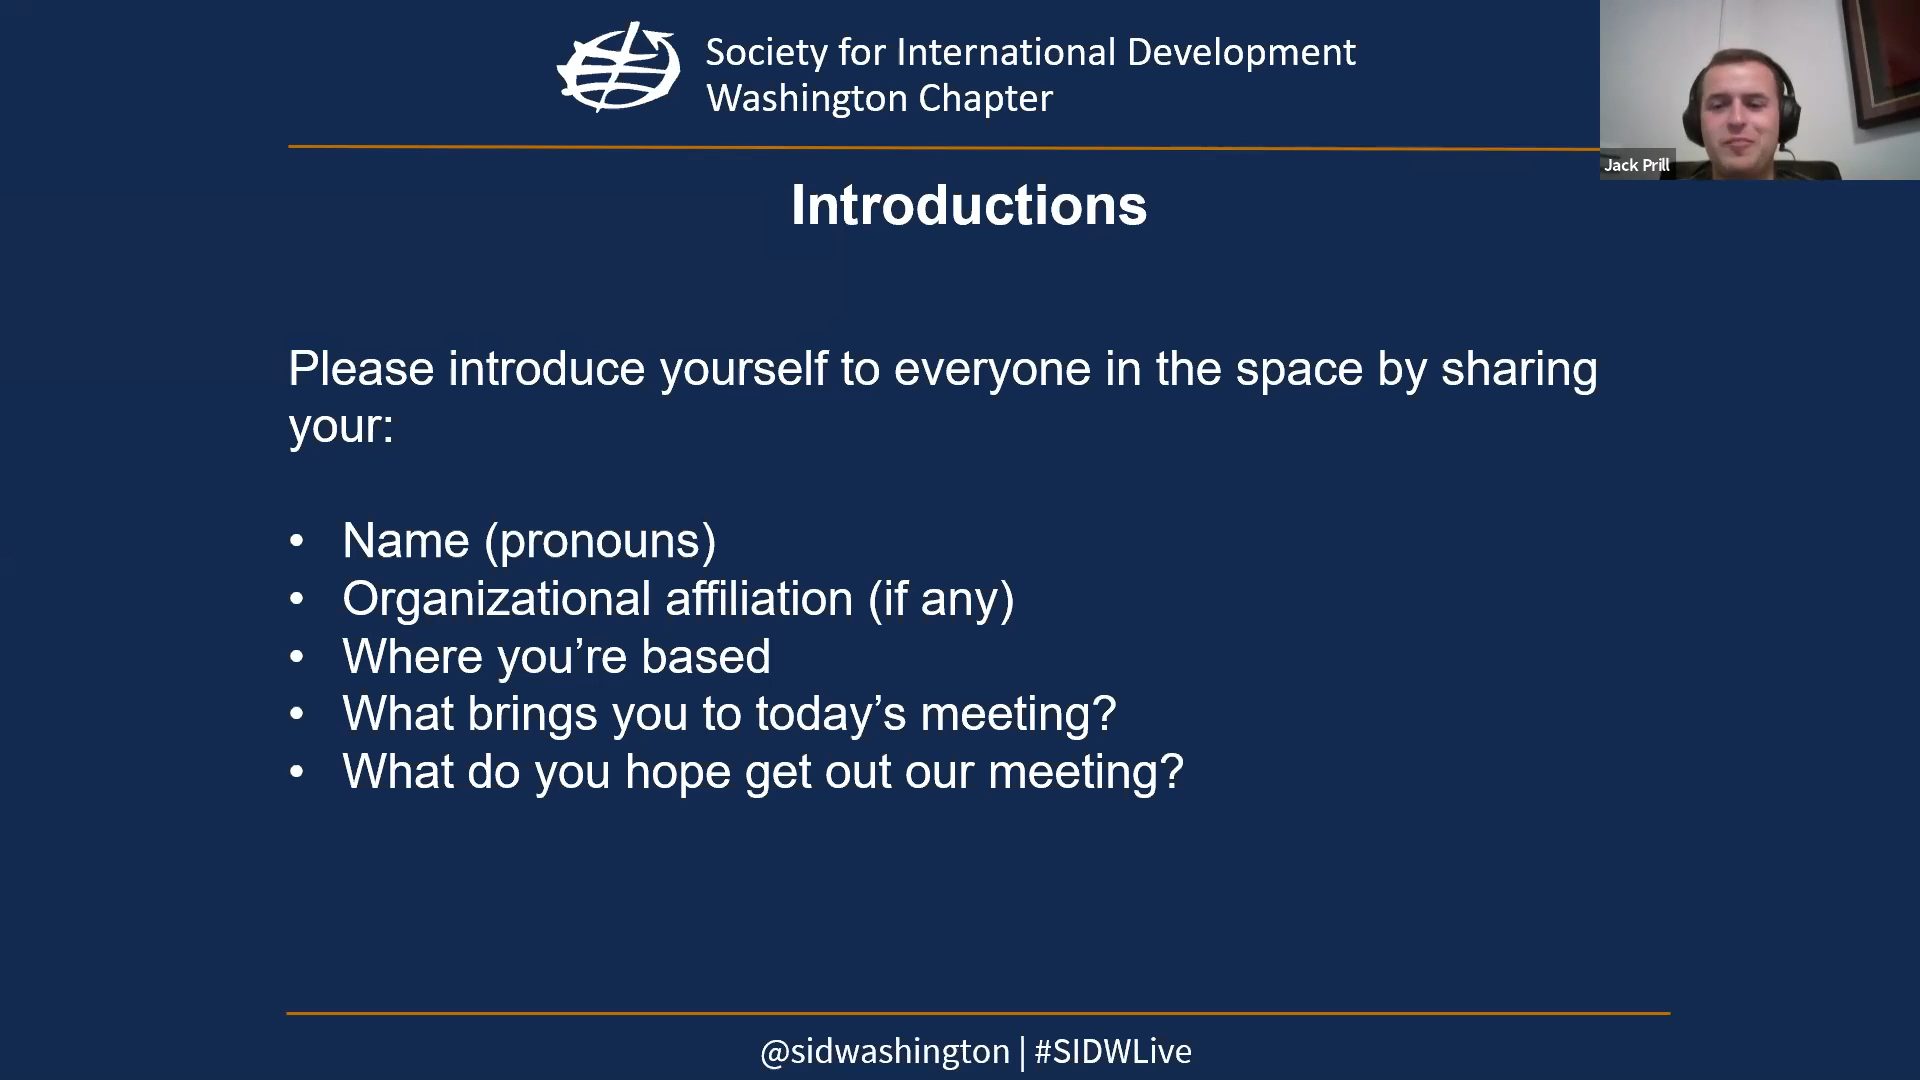 Society for International Development
Washington Chapter
Jack Prill
Introductions
Please introduce yourself to everyone in the space by sharing
your:
• Name (pronouns)
• Organizational affiliation (if any)
• Where you’re based
• What brings you to today’s meeting?
• What do you hope get out our meeting?
@sidwashington | #SIDWLive